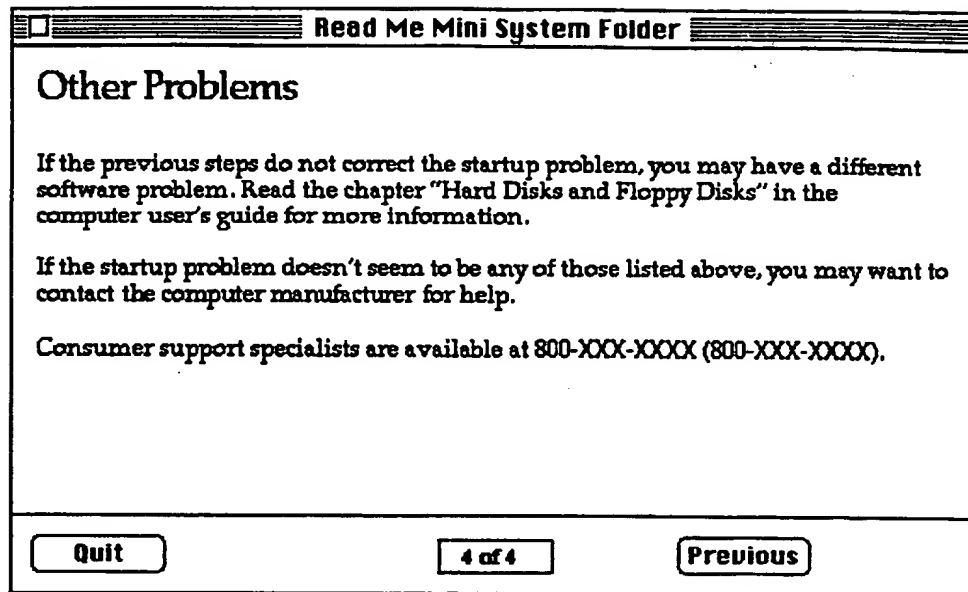 Read Me Mini System Folder
Other Problems
If the previous steps do not correct the startup problem, you may have a different
software problem. Read the chapter "Hard Disks and Floppy Disks" in the
computer user's guide for more information.
If the startup problem doesn't seem to be any of those listed above, you may want to
contact the computer manufacturer for help.
Consumer support specialists are available at 800-XXX-XXXX (800-XXX-XXXX).
Quit
4 of 4
Previous